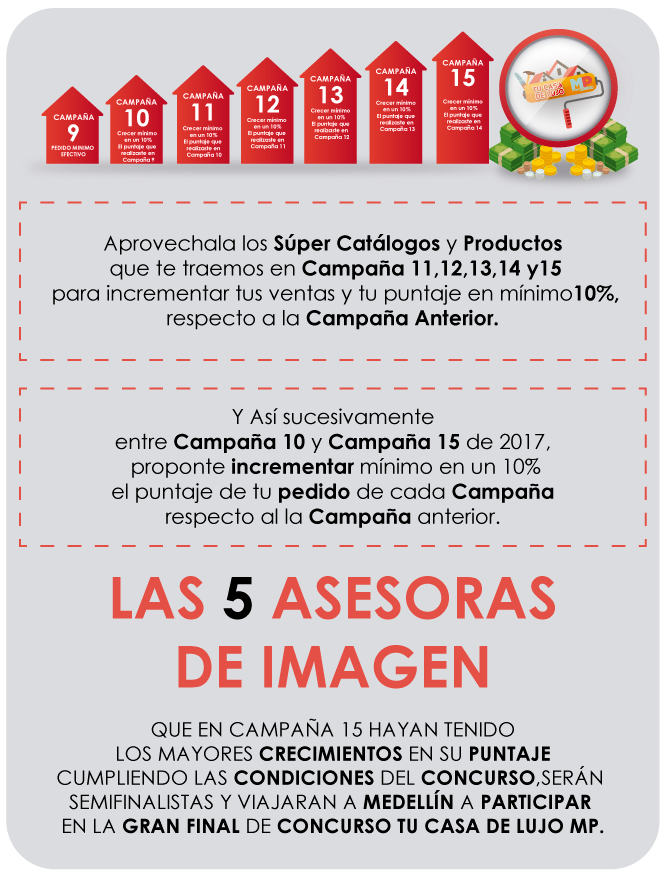 CAMPAÑA
9
PEDIDO MINIMO
EFECTIVO
CAMPAÑA
10
Crecer mínimo
en un 10%
El puntaje que
realizaste en
Campaña 9
CAMPAÑA
11
Crecer mínimo
en un 10%
El puntaje que
realizaste en
Campaña 10
CAMPAÑA
12
Crecer mínimo
en un 10%
El puntaje que
realizaste en
Campaña 11
CAMPAÑA
13
Crecer mínimo
en un 10%
El puntaje que
realizaste en
Campaña 12
CAMPAÑA
14
Crecer mínimo
en un 10%
El puntaje que
realizaste en
Campaña 13
CAMPAÑA
15
Crecer mínimo
en un 10%
El puntaje que
realizaste en
Campaña 14
TU CASA
DE LUJO MP
Aprovechala los Súper Catálogos y Productos
que te traemos en Campaña 11,12,13,14 y15
para incrementar tus ventas y tu puntaje en mínimo10%,
respecto a la Campaña Anterior.
Y Así sucesivamente
entre Campaña 10 y Campaña 15 de 2017,
proponte incrementar mínimo en un 10%
el puntaje de tu pedido de cada Campaña
respecto al la Campaña anterior.
LAS 5 ASESORAS
DE IMAGEN
QUE EN CAMPAÑA 15 HAYAN TENIDO
LOS MAYORES CRECIMIENTOS EN SU PUNTAJE
CUMPLIENDO LAS CONDICIONES DEL CONCURSO,SERÁN
SEMIFINALISTAS Y VIAJARAN A MEDELLÍN A PARTICIPAR
EN LA GRAN FINAL DE CONCURSO TU CASA DE LUJO MP.